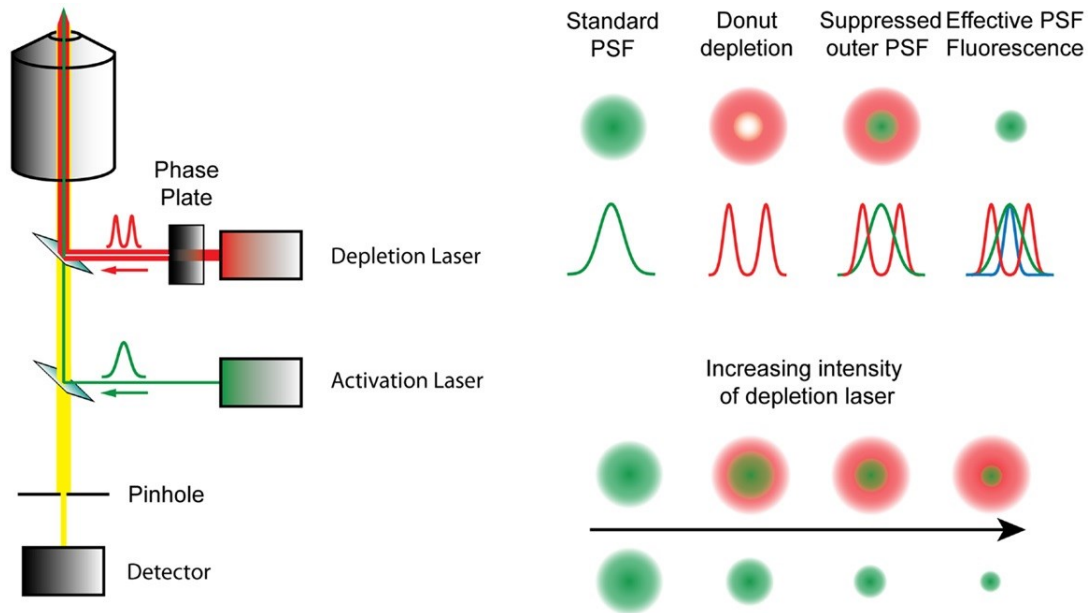 Phase
Plate
Depletion Laser
Activation Laser
Pinhole
Detector
Standard
PSF
Donut
depletion
Suppressed
outer PSF
Effective PSF
Fluorescence
Increasing intensity
of depletion laser